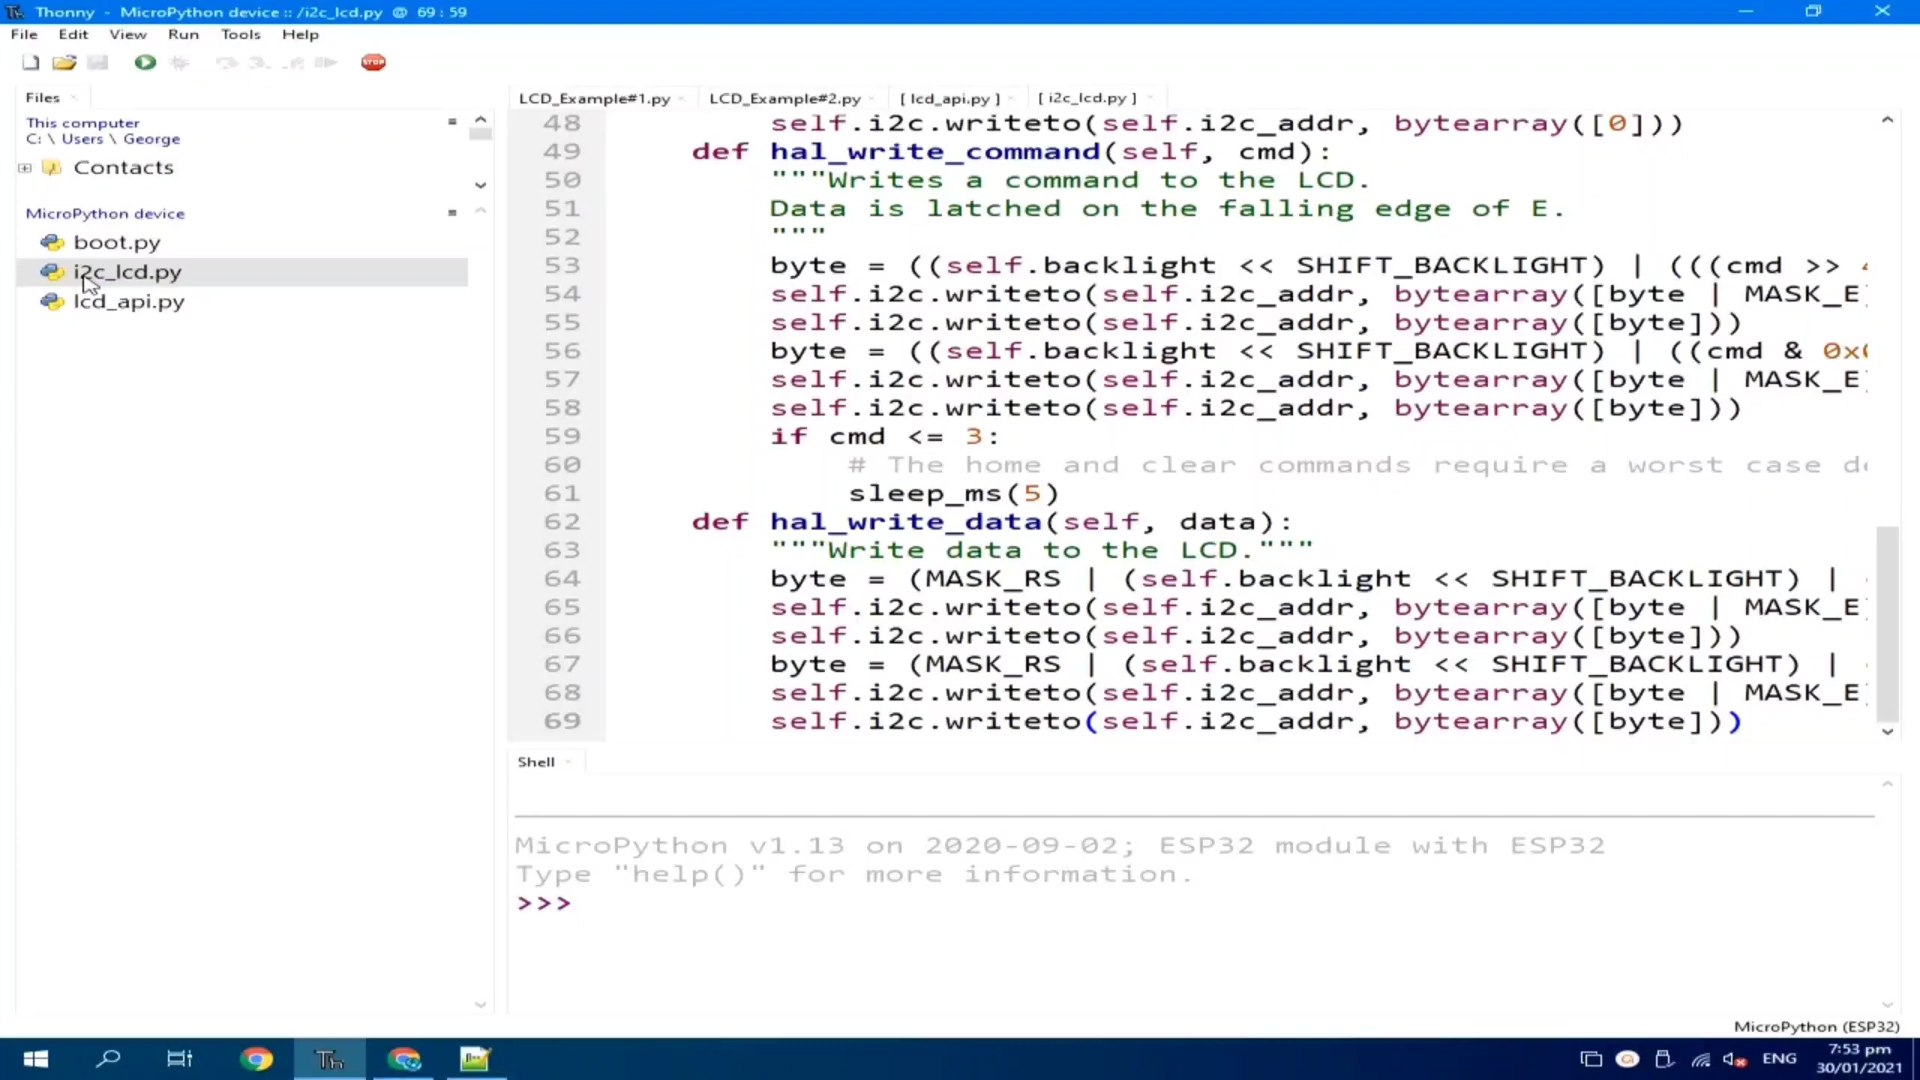 Thonny - MicroPython device :: /i2c_lcd.py @ 69 : 59
File Edit View Run Tools Help
STOP
Files
This computer
C: \ Users \ George
Contacts
MicroPython device
boot.py
i2c_lcd.py
lcd_api.py
LCD_Example#1.py LCD_Example#2.py [ lcd_api.py ] [ i2c_lcd.py ]
48 self.i2c.writeto(self.i2c_addr, bytearray([0]))
49 def hal_write_command(self, cmd):
50 """Writes a command to the LCD.
51 Data is latched on the falling edge of E.
52 """
53 byte = ((self.backlight << SHIFT_BACKLIGHT) | (((cmd >>
54 self.i2c.writeto(self.i2c_addr, bytearray([byte | MASK_E
55 self.i2c.writeto(self.i2c_addr, bytearray([byte]))
56 byte = ((self.backlight << SHIFT_BACKLIGHT) | ((cmd & 0x
57 self.i2c.writeto(self.i2c_addr, bytearray([byte | MASK_E
58 self.i2c.writeto(self.i2c_addr, bytearray([byte]))
59 if cmd <= 3:
60 # The home and clear commands require a worst case
61 sleep_ms(5)
62 def hal_write_data(self, data):
63 """Write data to the LCD."""
64 byte = (MASK_RS | (self.backlight << SHIFT_BACKLIGHT) |
65 self.i2c.writeto(self.i2c_addr, bytearray([byte | MASK_E
66 self.i2c.writeto(self.i2c_addr, bytearray([byte]))
67 byte = (MASK_RS | (self.backlight << SHIFT_BACKLIGHT) |
68 self.i2c.writeto(self.i2c_addr, bytearray([byte | MASK_E
69 self.i2c.writeto(self.i2c_addr, bytearray([byte]))
Shell
MicroPython v1.13 on 2020-09-02; ESP32 module with ESP32
Type "help()" for more information.
>>>
MicroPython (ESP32)
Th
ENG
7:53 pm
30/01/2021